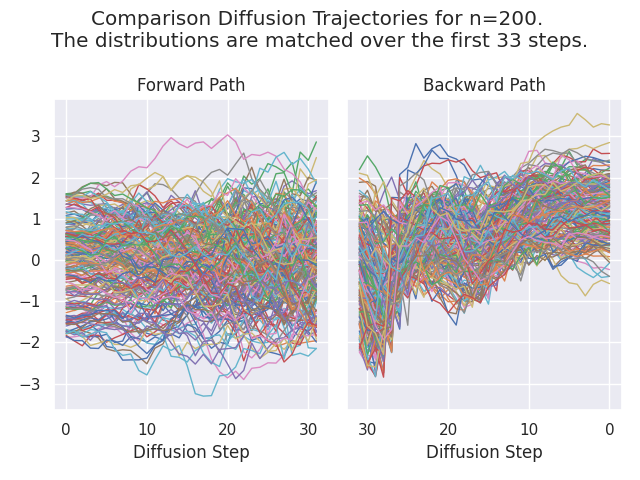 Comparison Diffusion Trajectories for n=200.
The distributions are matched over the first 33 steps.
Forward Path
Backward Path
3
2
1
0
−1
−2
−3
0 10 20 30
30 20 10 0
Diffusion Step
Diffusion Step